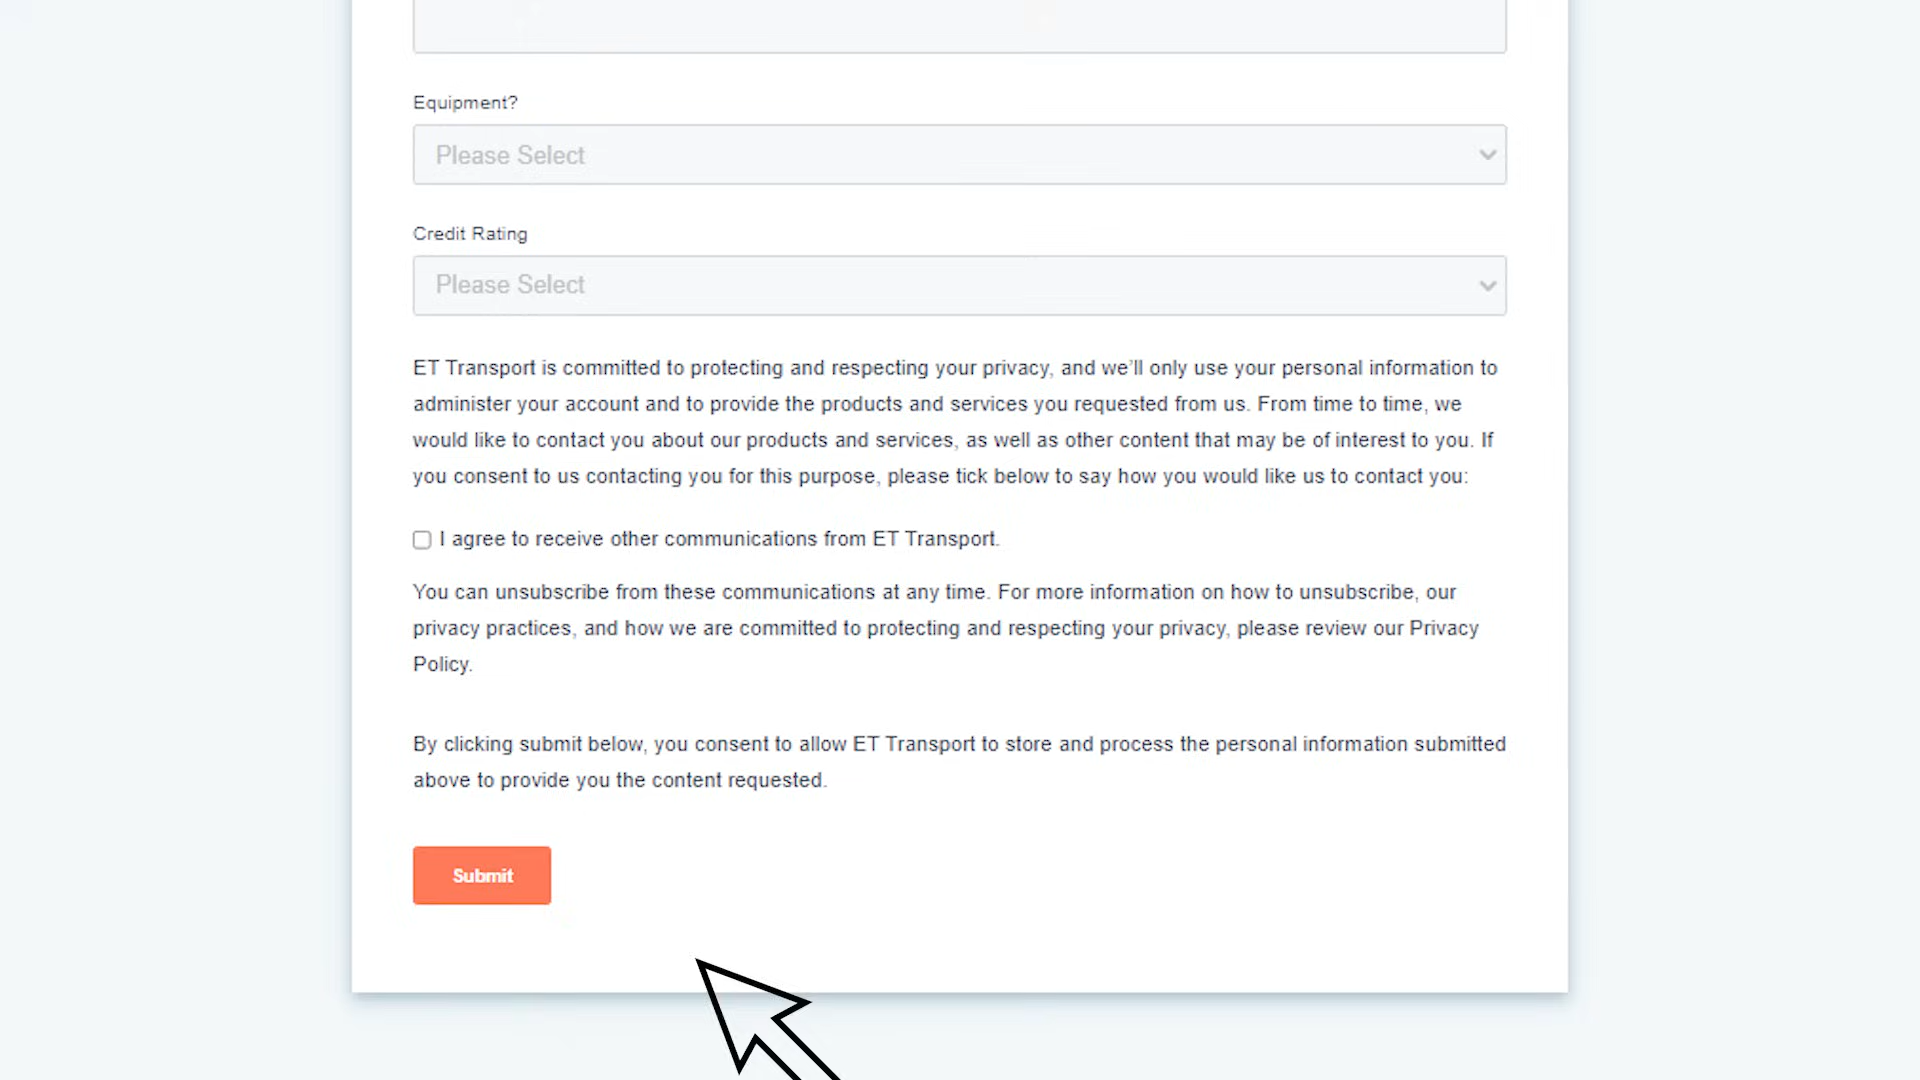 Equipment?
Please Select
Credit Rating
Please Select
ET Transport is committed to protecting and respecting your privacy, and we'll only use your personal information to
administer your account and to provide the products and services you requested from us. From time to time, we
would like to contact you about our products and services, as well as other content that may be of interest to you. If
you consent to us contacting you for this purpose, please tick below to say how you would like us to contact you:
I agree to receive other communications from ET Transport.
You can unsubscribe from these communications at any time. For more information on how to unsubscribe, our
privacy practices, and how we are committed to protecting and respecting your privacy, please review our Privacy
Policy.
By clicking submit below, you consent to allow ET Transport to store and process the personal information submitted
above to provide you the content requested.
Submit